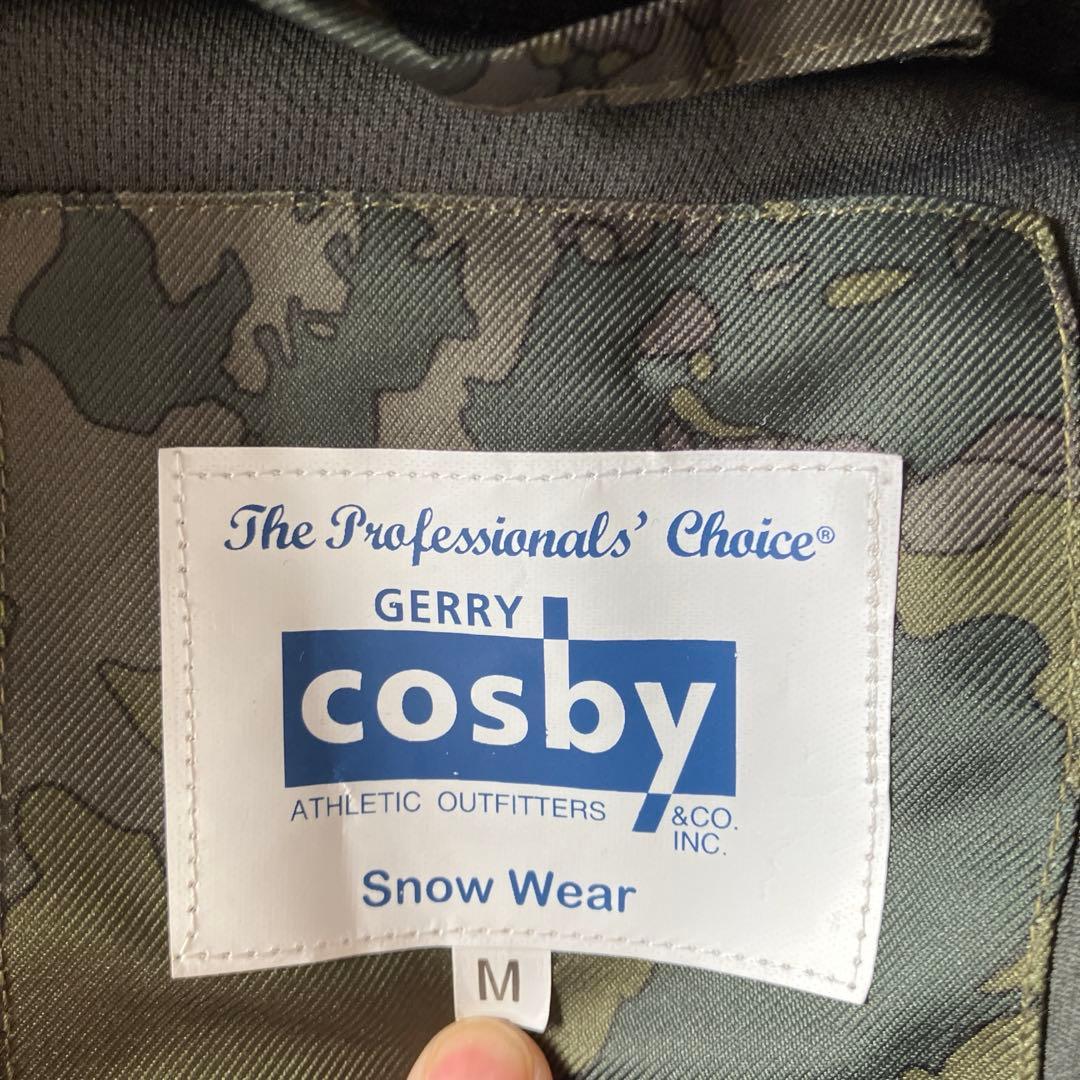 The Professionals' Choice®
GERRY
cosby
ATHLETIC OUTFITTERS &CO.
INC.
Snow Wear
M